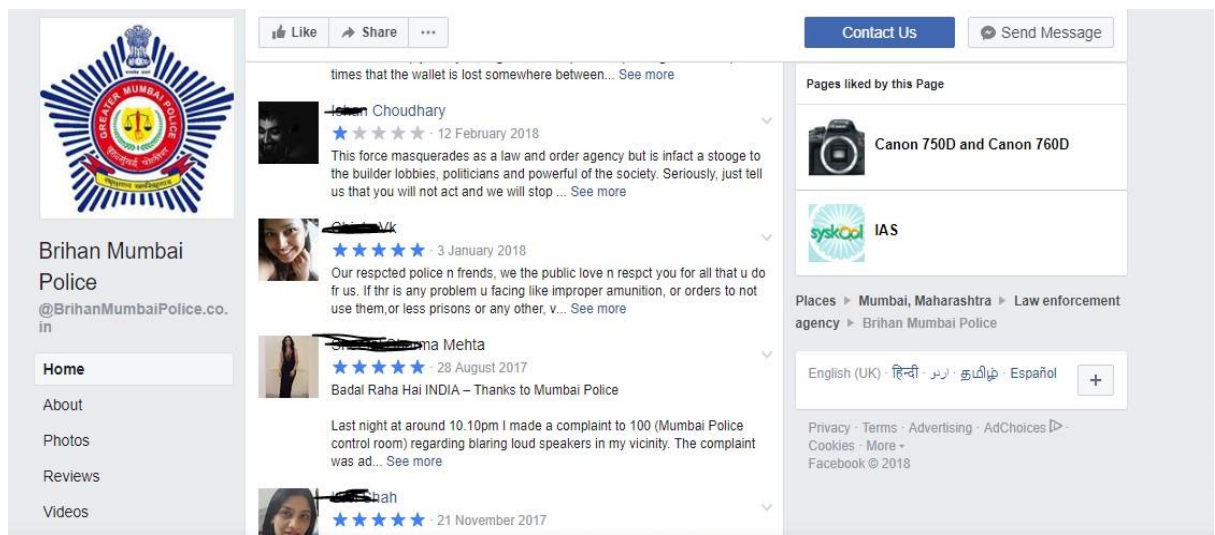 GREATER MUMBAI POLICE
Brihan Mumbai
Police
@BrihanMumbaiPolice.co.
in
Home
About
Photos
Reviews
Videos
Like Share ...
Contact Us Send Message
times that the wallet is lost somewhere between... See more
Choudhary
· 12 February 2018
This force masquerades as a law and order agency but is infact a stooge to
the builder lobbies, politicians and powerful of the society. Seriously, just tell
us that you will not act and we will stop ... See more
Vk
· 3 January 2018
Our respcted police n frends, we the public love n respct you for all that u do
fr us. If thr is any problem u facing like improper amunition, or orders to not
use them,or less prisons or any other, v... See more
Mehta
· 28 August 2017
Badal Raha Hai INDIA – Thanks to Mumbai Police
Last night at around 10.10pm I made a complaint to 100 (Mumbai Police
control room) regarding blaring loud speakers in my vicinity. The complaint
was ad... See more
· 21 November 2017
Pages liked by this Page
Canon 750D and Canon 760D
syskool
IAS
Places Mumbai, Maharashtra Law enforcement
agency Brihan Mumbai Police
English (UK) · हिन्दी · اردو · தமிழ் · Español
+
Privacy · Terms · Advertising · AdChoices ·
Cookies · More
Facebook © 2018